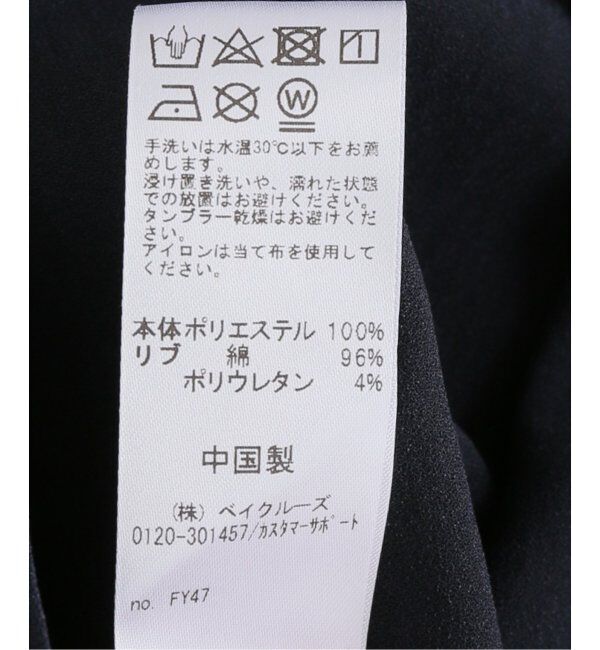 W
手洗いは水温30℃以下をお薦
めします。
浸け置き洗いや、濡れた状態
での放置はお避けください。
タンブラー乾燥はお避けくだ
さい。
アイロンは当て布を使用して
ください。
本体ポリエステル 100%
リブ 綿 96%
ポリウレタン 4%
中国製
(株) ベイクルーズ
0120-301457/カスタマーサポート
no. FY47